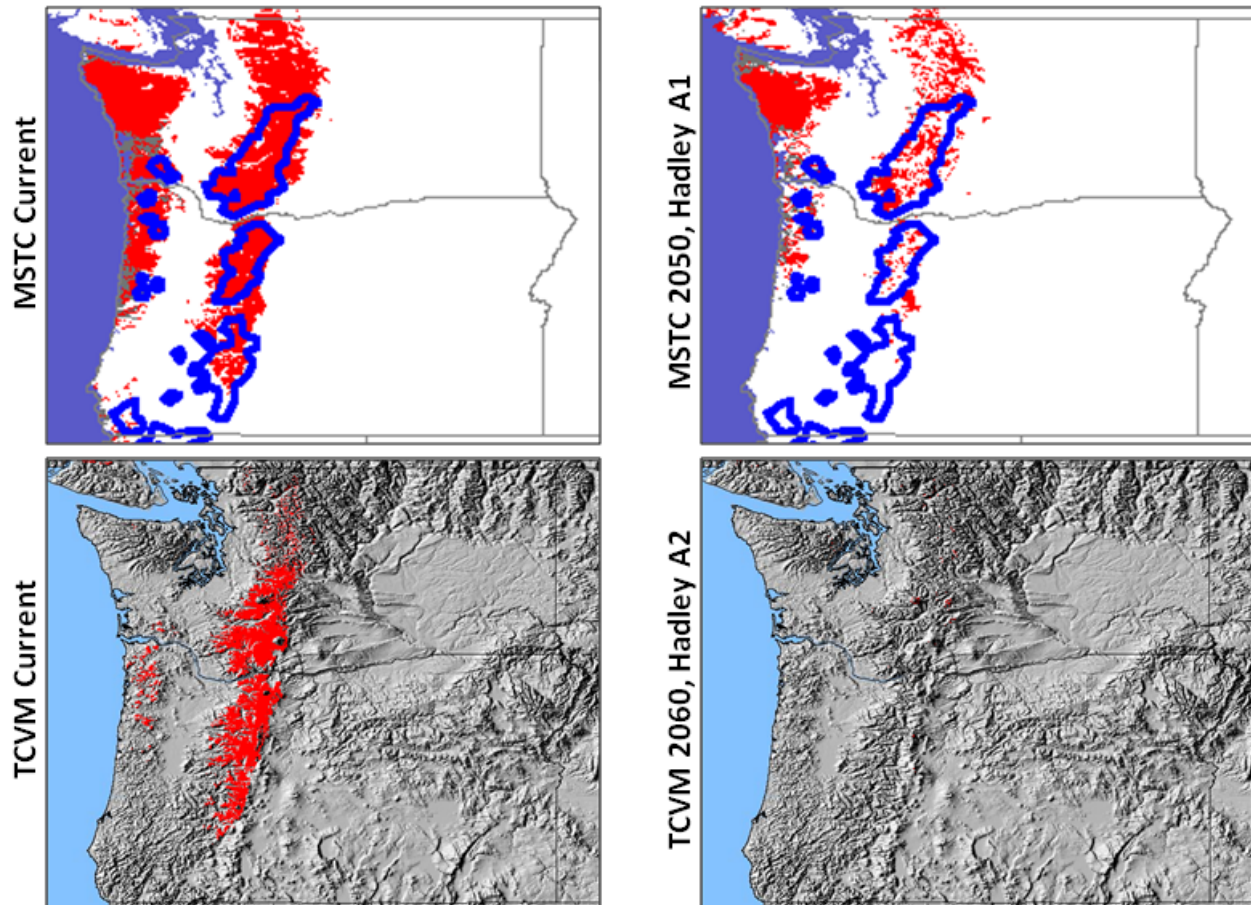 MSTC Current
MSTC 2050, Hadley A1
TCVM Current
TCVM 2060, Hadley A2